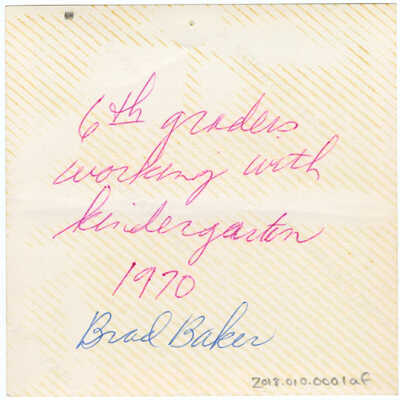 6th graders
working with
kindergarten
1970
Brad Baker
2018.010.0001af